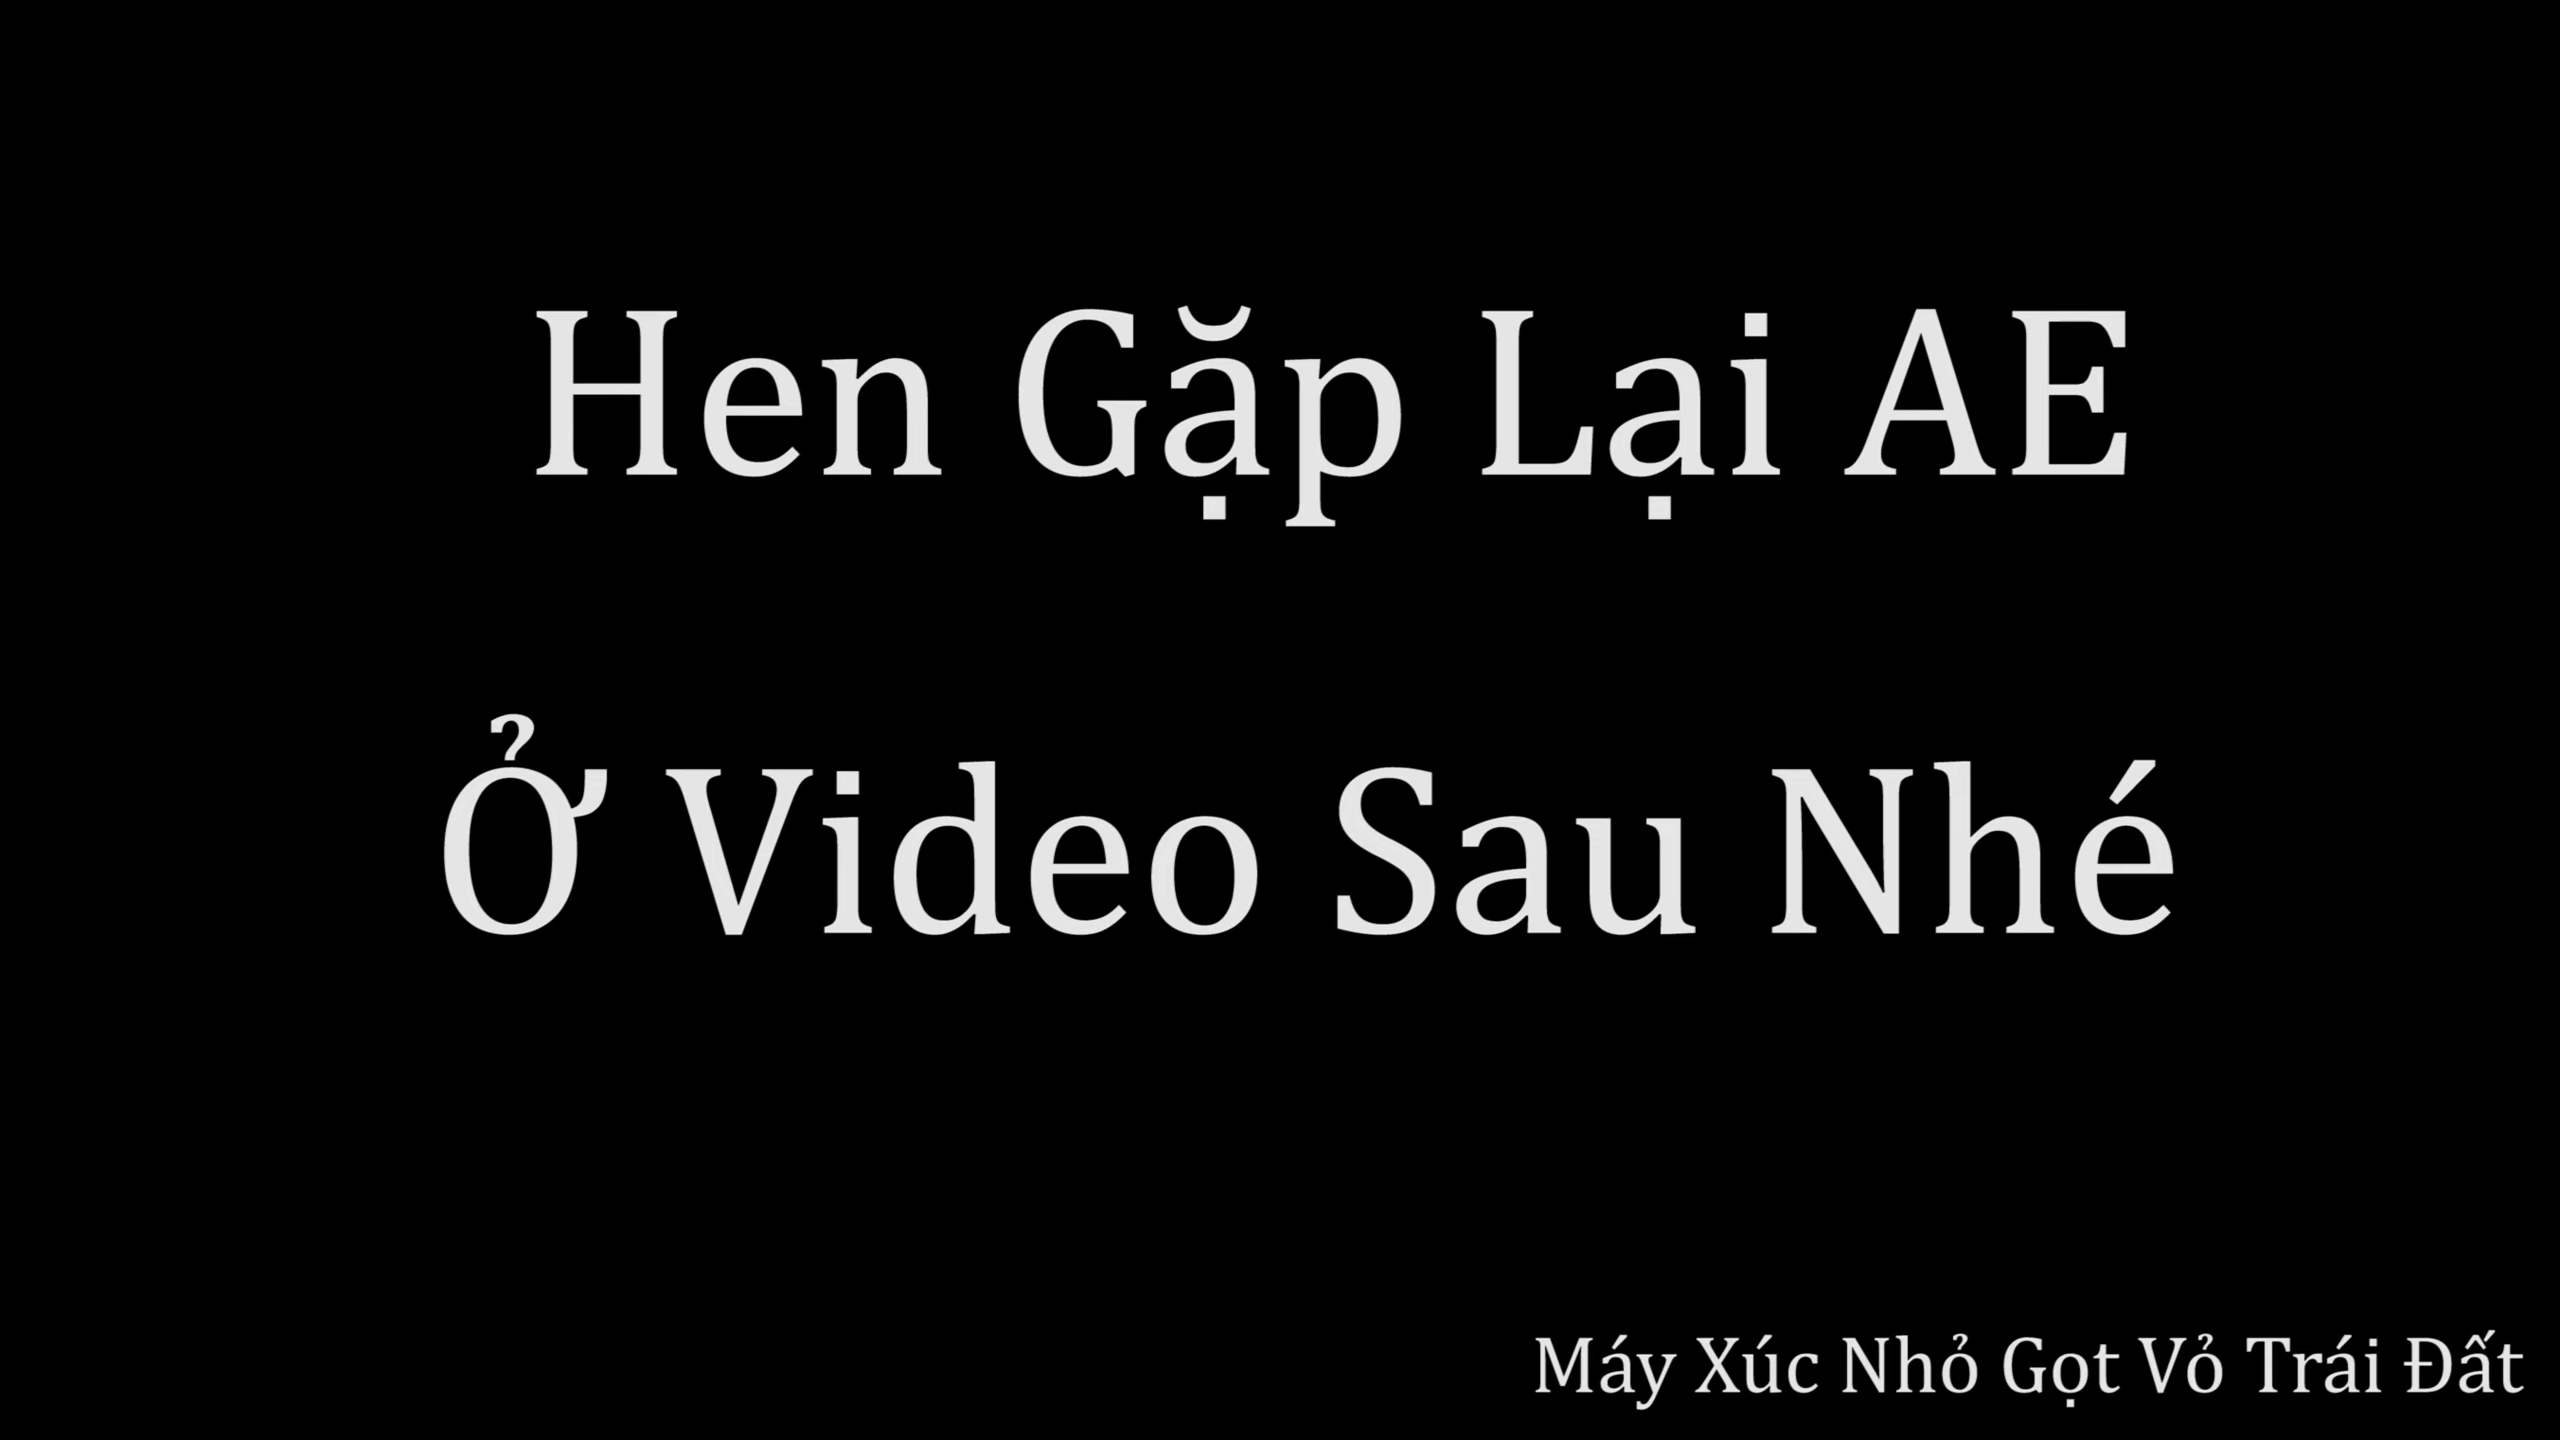 Hen Gặp Lại AE
Ở Video Sau Nhé
Máy Xúc Nhỏ Gọt Vỏ Trái Đất